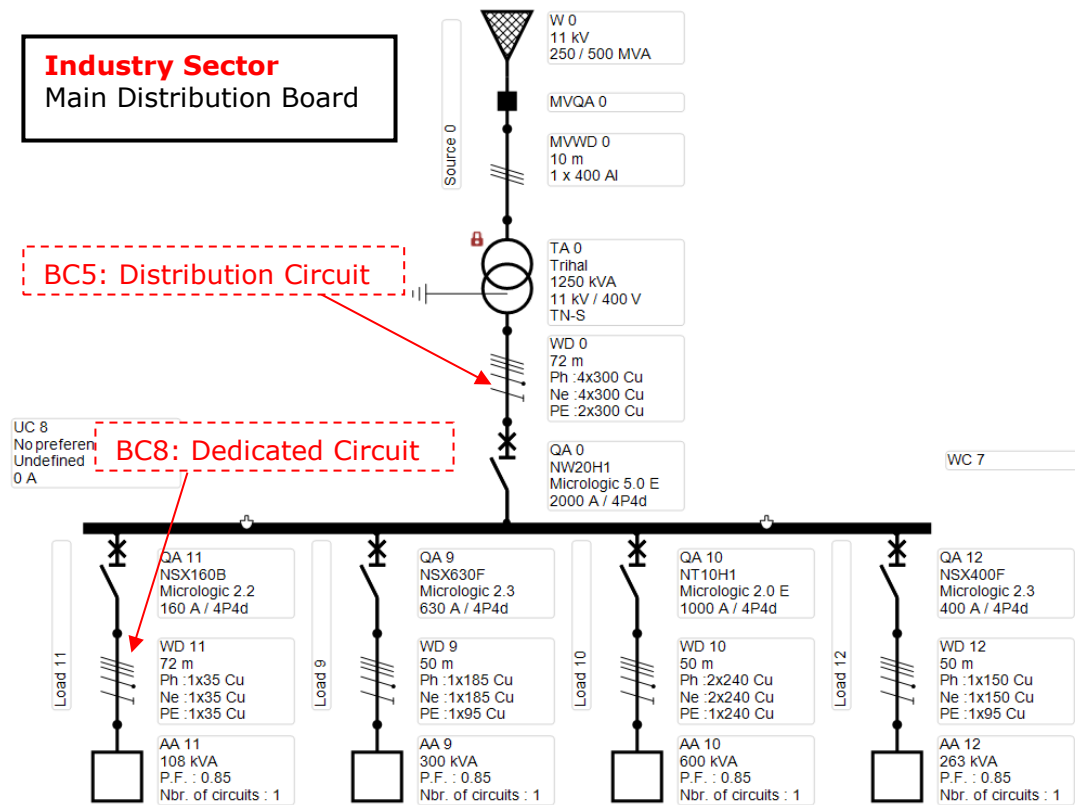 Industry Sector
Main Distribution Board
W 0
11 kV
250 / 500 MVA
MVQA 0
Source 0
MVWD 0
10 m
1 x 400 Al
TA 0
Trihal
1250 kVA
11 kV / 400 V
TN-S
BC5: Distribution Circuit
WD 0
72 m
Ph :4x300 Cu
Ne :4x300 Cu
PE :2x300 Cu
UC 8
No preferen
Undefined
0 A
BC8: Dedicated Circuit
QA 0
NW20H1
Micrologic 5.0 E
2000 A / 4P4d
WC 7
Load 11
QA 11
NSX160B
Micrologic 2.2
160 A / 4P4d
WD 11
72 m
Ph :1x35 Cu
Ne :1x35 Cu
PE :1x35 Cu
AA 11
108 kVA
P.F. : 0.85
Nbr. of circuits : 1
Load 9
QA 9
NSX630F
Micrologic 2.3
630 A / 4P4d
WD 9
50 m
Ph :1x185 Cu
Ne :1x185 Cu
PE :1x95 Cu
AA 9
300 kVA
P.F. : 0.85
Nbr. of circuits : 1
Load 10
QA 10
NT10H1
Micrologic 2.0 E
1000 A / 4P4d
WD 10
50 m
Ph :2x240 Cu
Ne :2x240 Cu
PE :1x240 Cu
AA 10
600 kVA
P.F. : 0.85
Nbr. of circuits : 1
Load 12
QA 12
NSX400F
Micrologic 2.3
400 A / 4P4d
WD 12
50 m
Ph :1x150 Cu
Ne :1x150 Cu
PE :1x95 Cu
AA 12
263 kVA
P.F. : 0.85
Nbr. of circuits : 1